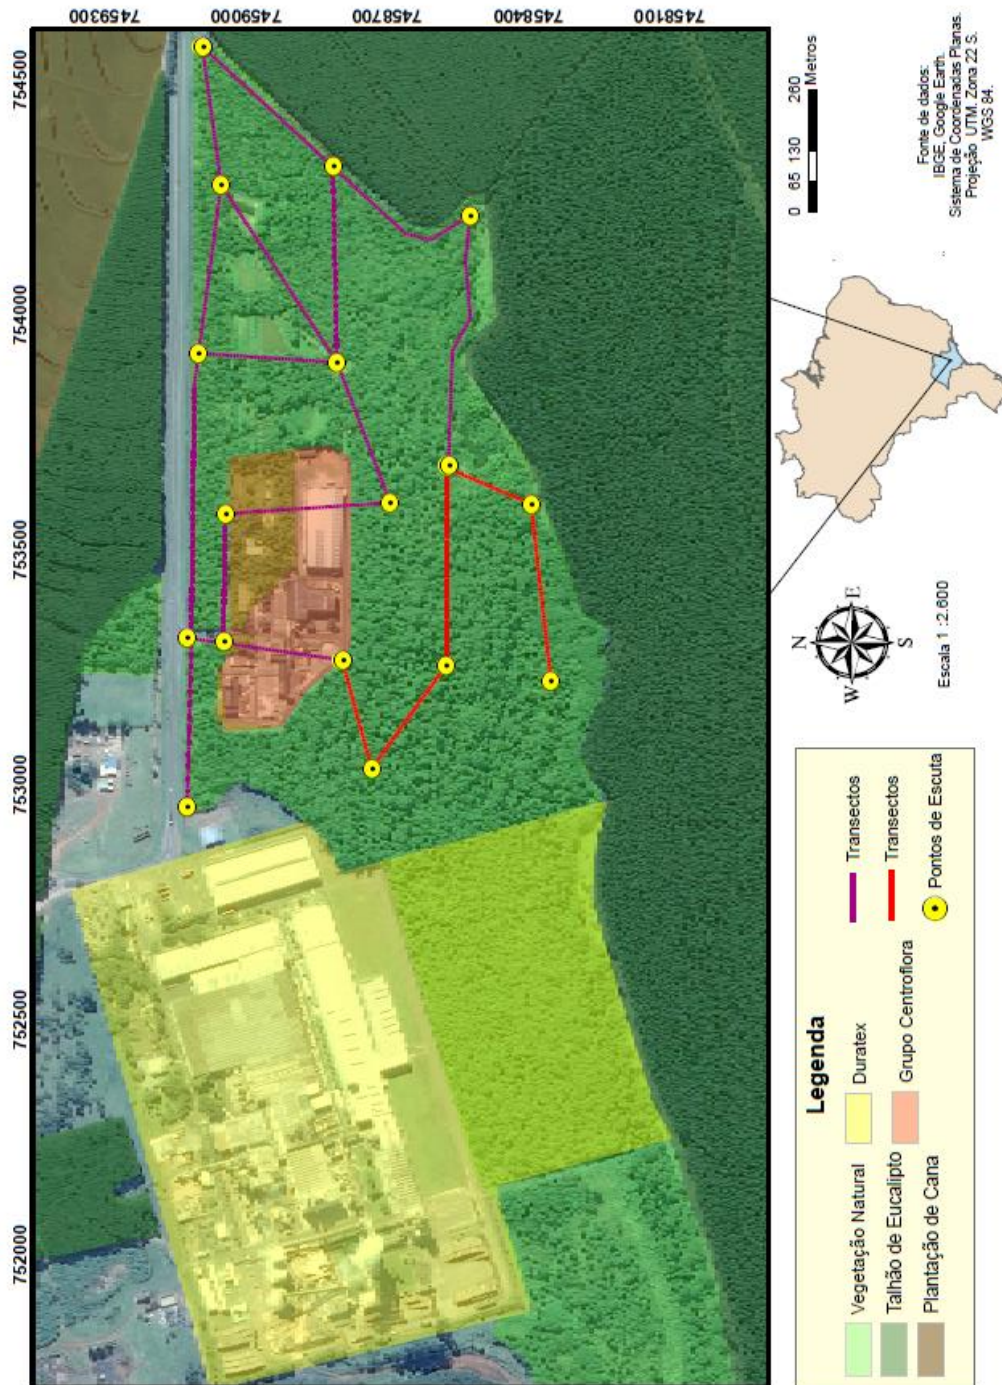 752000 752500 753000 753500 754000 754500
7459300
7459000
7458700
7458400
7458100
Legenda
Vegetação Natural
Talhão de Eucalipto
Plantação de Cana
Duratex
Grupo Centroflora
Transectos
Transectos
Pontos de Escuta
N
W E
S
Escala 1 :2.600
0 65 130 260
Metros
Fonte de dados:
IBGE, Google Earth.
Sistema de Coordenadas Planas.
Projeção UTM. Zona 22 S.
WGS 84.